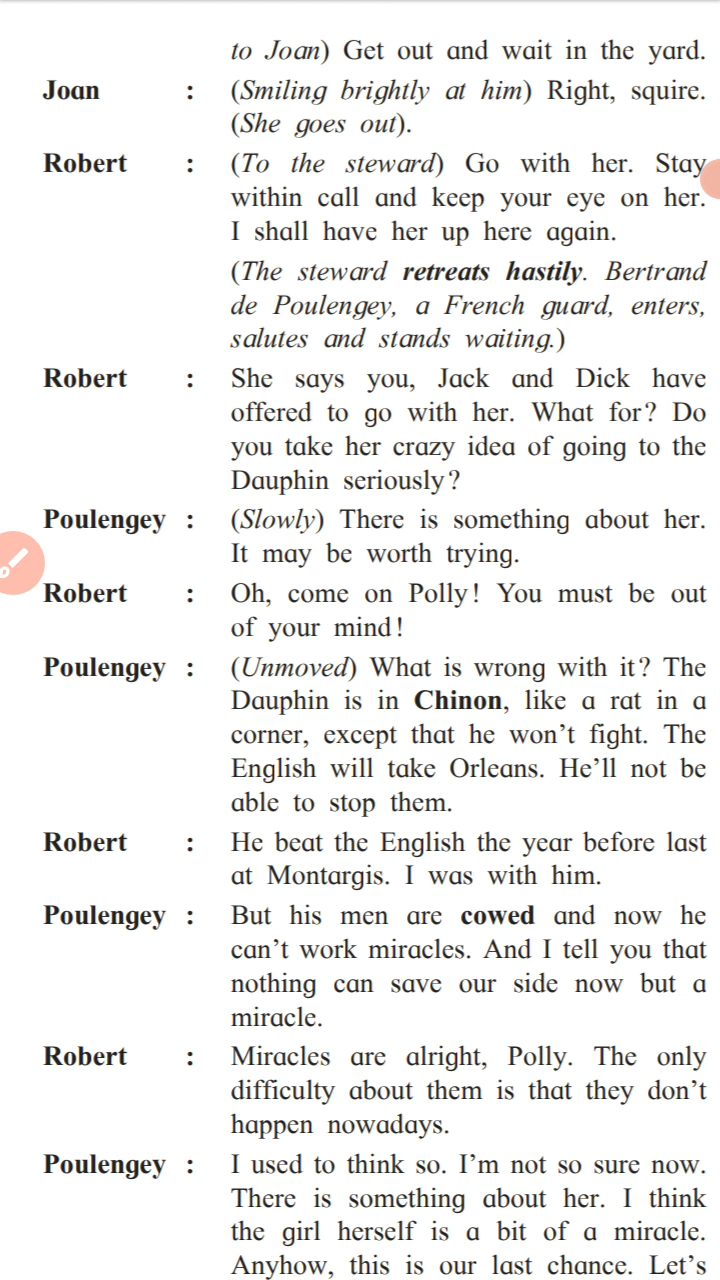 to Joan) Get out and wait in the yard.
Joan : (Smiling brightly at him) Right, squire.
(She goes out).
Robert : (To the steward) Go with her. Stay
within call and keep your eye on her.
I shall have her up here again.
(The steward retreats hastily. Bertrand
de Poulengey, a French guard, enters,
salutes and stands waiting.)
Robert : She says you, Jack and Dick have
offered to go with her. What for? Do
you take her crazy idea of going to the
Dauphin seriously?
Poulengey : (Slowly) There is something about her.
It may be worth trying.
Robert : Oh, come on Polly! You must be out
of your mind!
Poulengey : (Unmoved) What is wrong with it? The
Dauphin is in Chinon, like a rat in a
corner, except that he won’t fight. The
English will take Orleans. He’ll not be
able to stop them.
Robert : He beat the English the year before last
at Montargis. I was with him.
Poulengey : But his men are cowed and now he
can’t work miracles. And I tell you that
nothing can save our side now but a
miracle.
Robert : Miracles are alright, Polly. The only
difficulty about them is that they don’t
happen nowadays.
Poulengey : I used to think so. I’m not so sure now.
There is something about her. I think
the girl herself is a bit of a miracle.
Anyhow, this is our last chance. Let’s